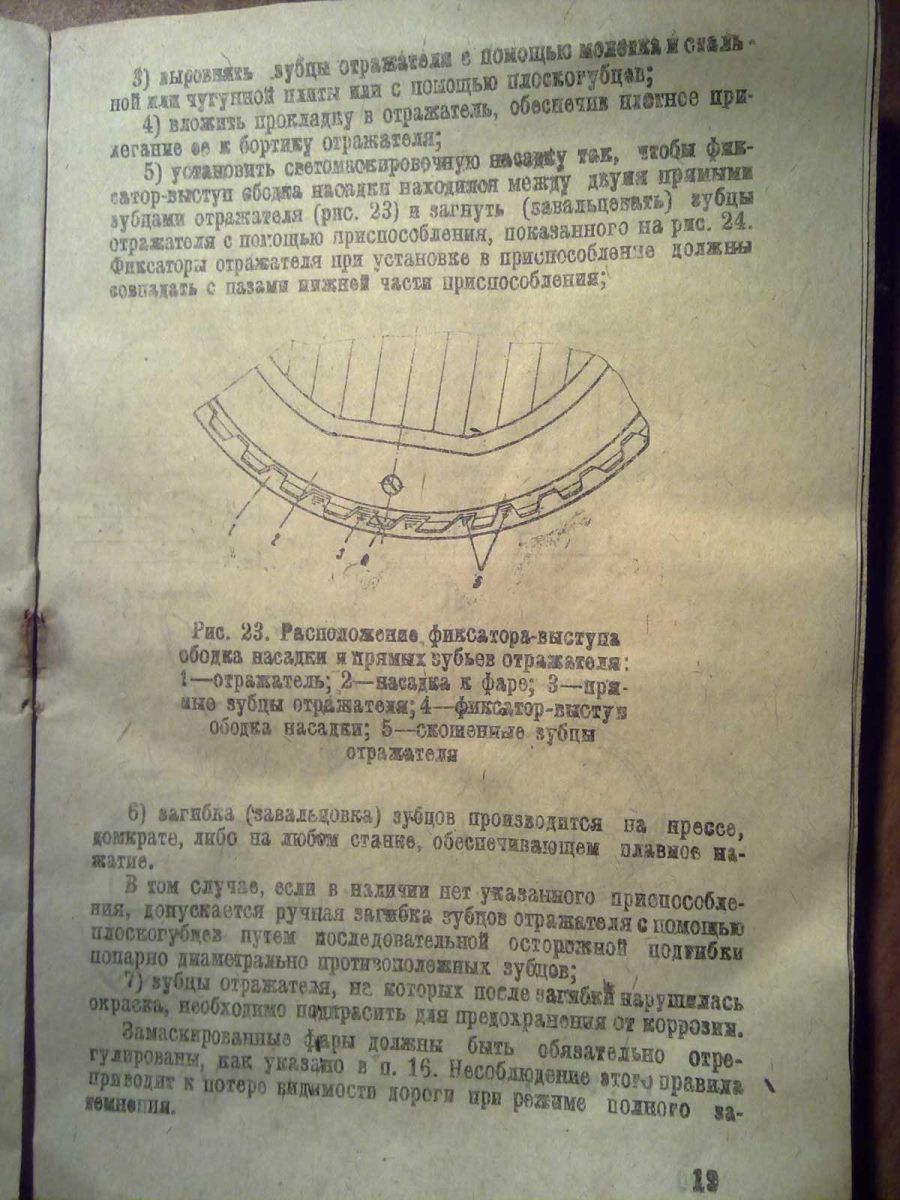 3) выровнять зубцы отражателя с помощью молотка и сталь-
ной или чугунной плиты или с помощью плоскогубцев;
4) вложить прокладку в отражатель, обеспечив плотное при-
легание ее к бортику отражателя;
5) установить светомаскировочную насадку так, чтобы фик-
сатор-выступ ободка насадки находился между двумя прямыми
зубцами отражателя (рис. 23) и загнуть (завальцевать) зубцы
отражателя с помощью приспособления, показанного на рис. 24.
Фиксаторы отражателя при установке в приспособление должны
совпадать с пазами нижней части приспособления;
1 2 3 4 5
Рис. 23. Расположение фиксатора-выступа
ободка насадки и прямых зубьев отражателя:
1—отражатель; 2—насадка к фаре; 3—пря-
мые зубцы отражателя; 4—фиксатор-выступ
ободка насадки; 5—скошенные зубцы
отражателя
6) загибка (завальцовка) зубцов производится на прессе,
домкрате, либо на любом станке, обеспечивающем плавное на-
жатие.
В том случае, если в наличии нет указанного приспособле-
ния, допускается ручная загибка зубцов отражателя с помощью
плоскогубцев путем последовательной осторожной подгибки
попарно диаметрально противоположных зубцов;
7) зубцы отражателя, на которых после загибки нарушилась
окраска, необходимо подкрасить для предохранения от коррозии.
Замаскированные фары должны быть обязательно отре-
гулированы, как указано в п. 16. Несоблюдение этого правила
приводит к потере видимости дороги при режиме полного за-
темнения.
19